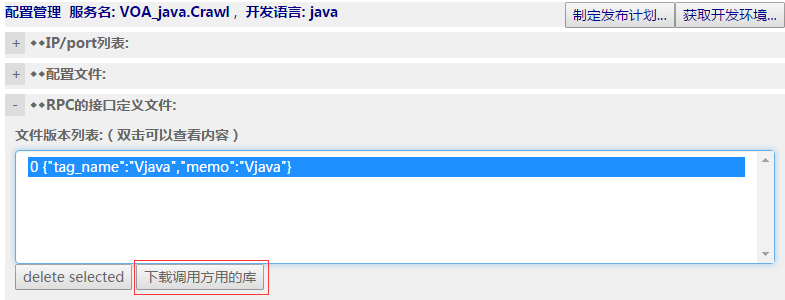 配置管理 服务名: VOA_java.Crawl , 开发语言: java 制定发布计划... 获取开发环境...
+ ◆◆IP/port列表:
+ ◆◆配置文件:
- ◆◆RPC的接口定义文件:
文件版本列表: ( 双击可以查看内容 )
0 {"tag_name":"Vjava","memo":"Vjava"}
delete selected 下载调用方用的库